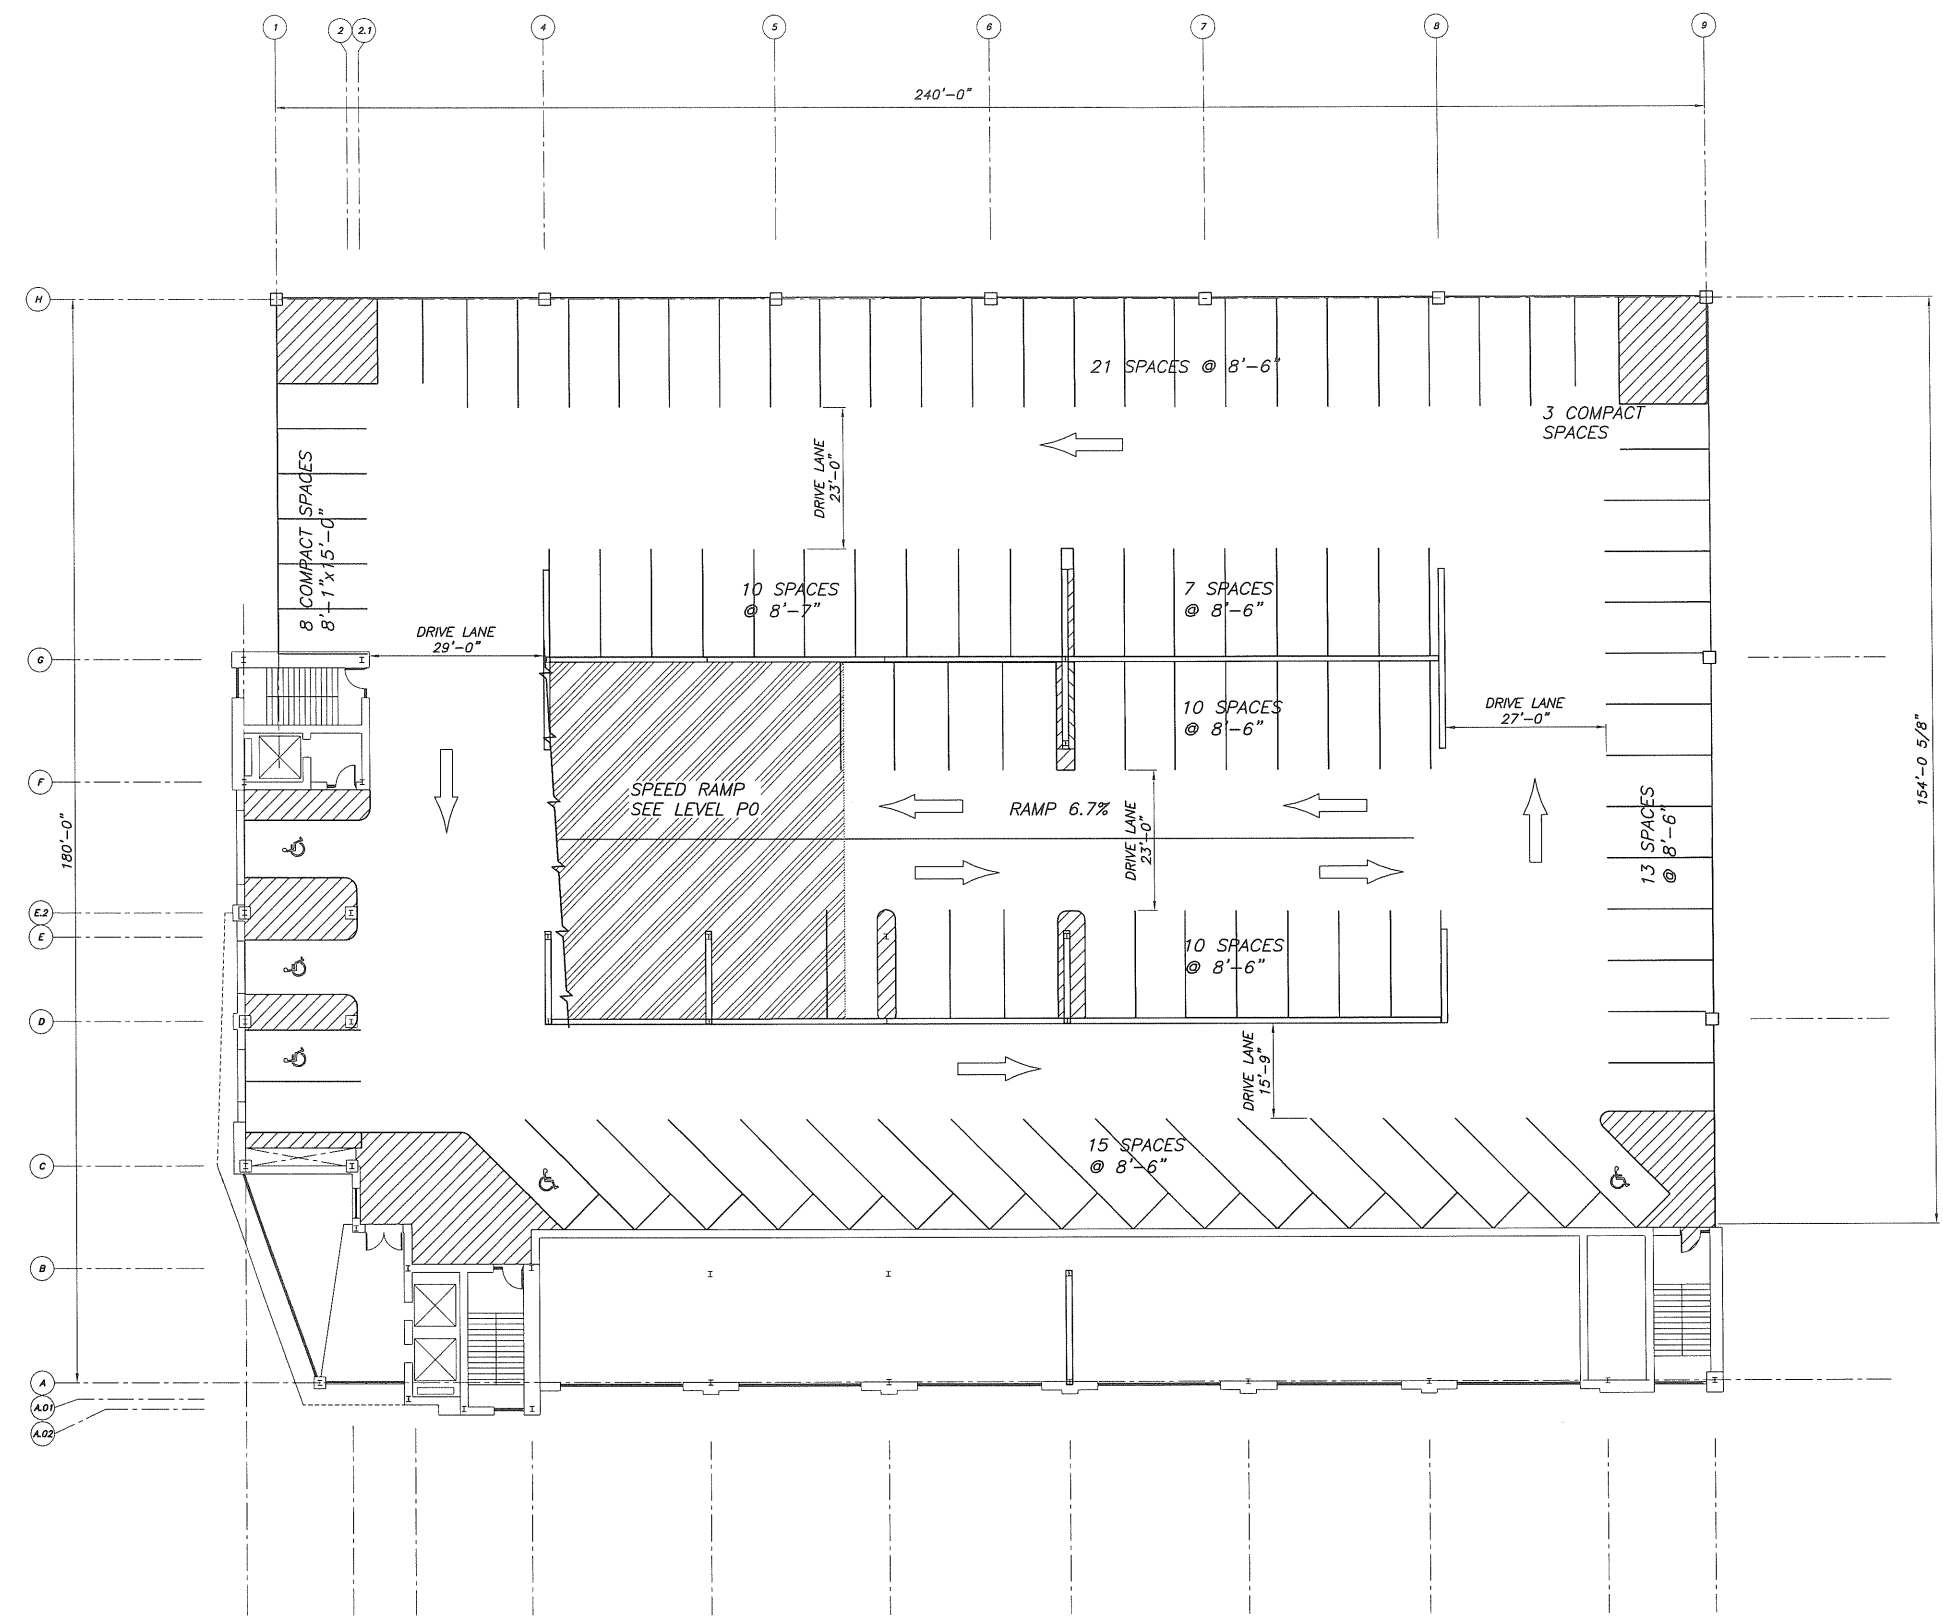 1
2
2.1
4
5
6
7
8
9
240'-0"
H
21 SPACES @ 8'-6"
3 COMPACT
SPACES
DRIVE LANE
23'-0"
8 COMPACT SPACES
8'-1"x15'-0"
10 SPACES
@ 8'-7"
7 SPACES
@ 8'-6"
DRIVE LANE
29'-0"
G
10 SPACES
@ 8'-6"
DRIVE LANE
27'-0"
154'-0 5/8"
F
SPEED RAMP
SEE LEVEL P0
RAMP 6.7%
DRIVE LANE
23'-0"
13 SPACES
@ 8'-6"
180'-0"
E.2
E
10 SPACES
@ 8'-6"
D
DRIVE LANE
15'-9"
15 SPACES
@ 8'-6"
C
B
A
A.01
A.02